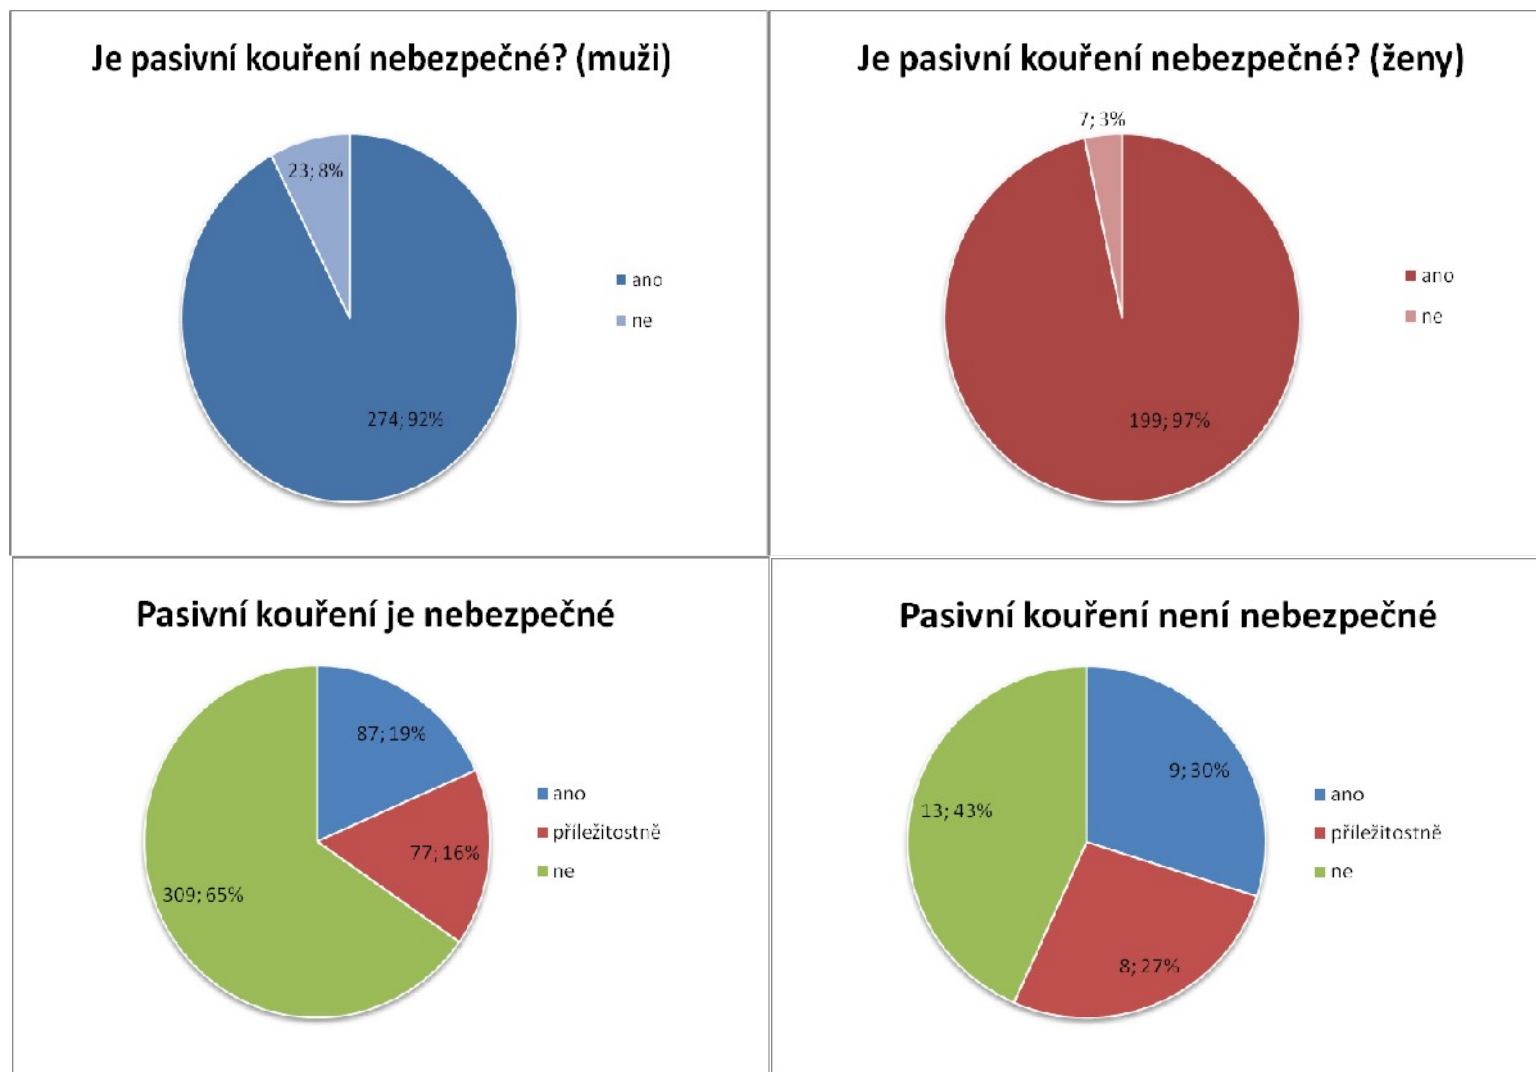 Je pasivní kouření nebezpečné? (muži)
23; 8%
274; 92%
ano
ne
Je pasivní kouření nebezpečné? (ženy)
7; 3%
199; 97%
ano
ne
Pasivní kouření je nebezpečné
87; 19%
77; 16%
309; 65%
ano
příležitostně
ne
Pasivní kouření není nebezpečné
9; 30%
13; 43%
8; 27%
ano
příležitostně
ne